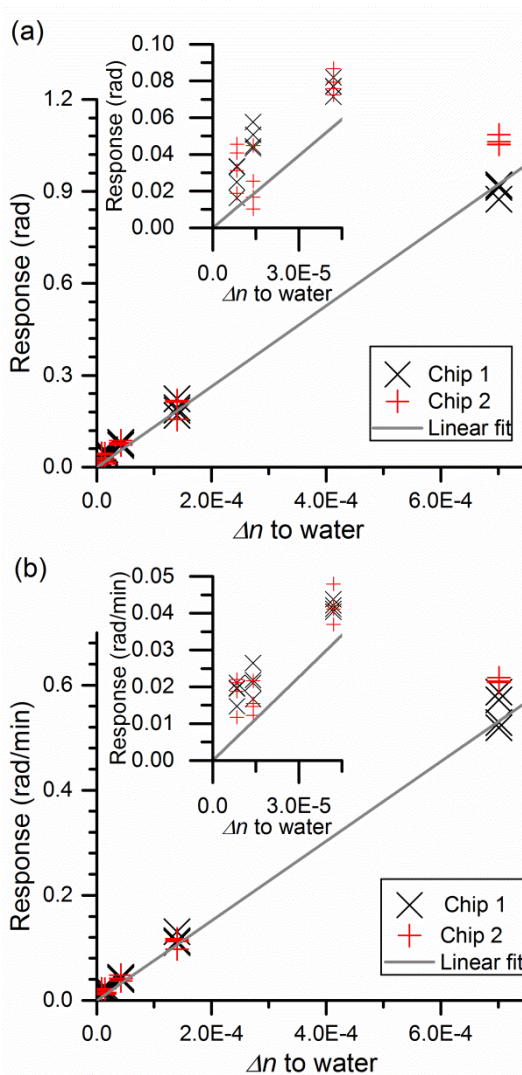 (a)
Response (rad)
1.2
0.9
0.6
0.3
0.0
0.0
2.0E-4
4.0E-4
6.0E-4
Δn to water
Response (rad)
0.10
0.08
0.06
0.04
0.02
0.00
0.0
3.0E-5
Δn to water
Chip 1
Chip 2
Linear fit
(b)
Response (rad/min)
0.6
0.4
0.2
0.0
0.0
2.0E-4
4.0E-4
6.0E-4
Δn to water
Response (rad/min)
0.05
0.04
0.03
0.02
0.01
0.00
0.0
3.0E-5
Δn to water
Chip 1
Chip 2
Linear fit